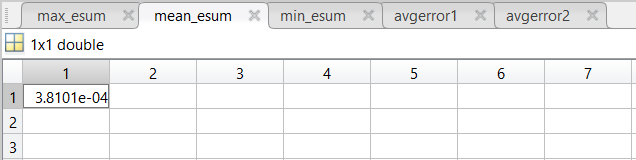 max_esum mean_esum min_esum avgerror1 avgerror2
1x1 double
1 2 3 4 5 6 7
1 3.8101e-04
2
3